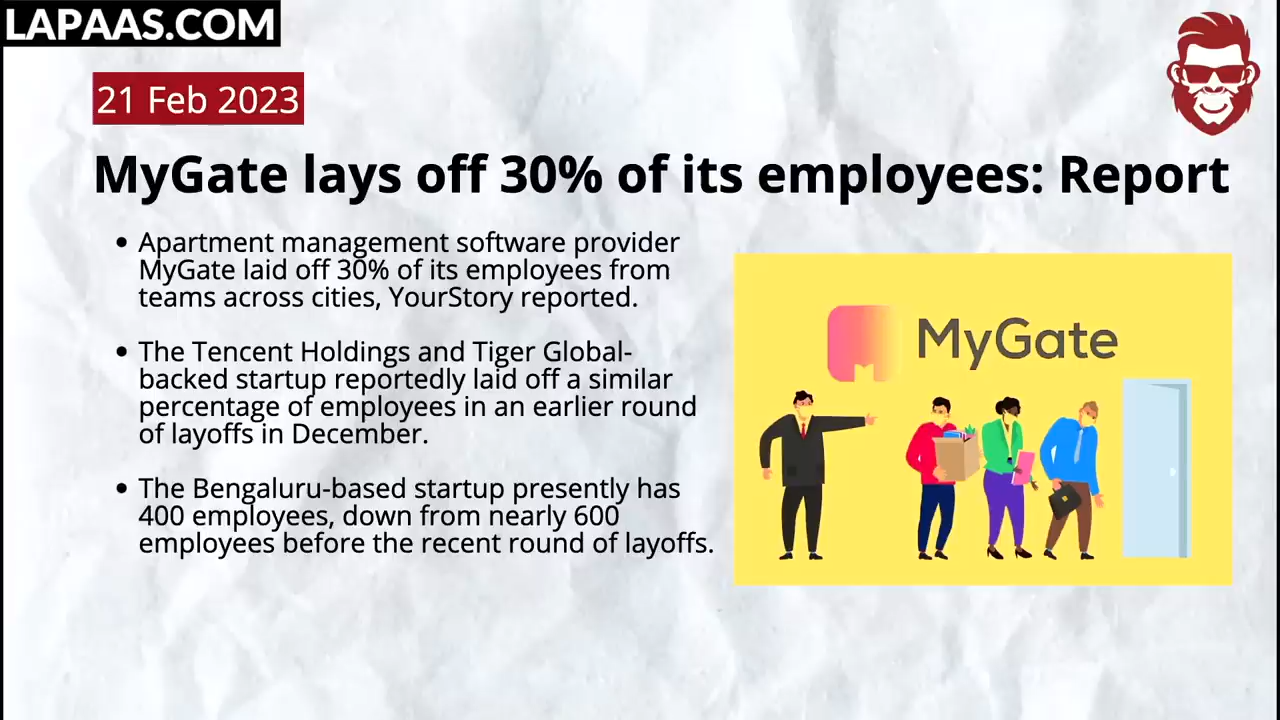 LAPAAS.COM
21 Feb 2023
MyGate lays off 30% of its employees: Report
• Apartment management software provider
MyGate laid off 30% of its employees from
teams across cities, YourStory reported.
• The Tencent Holdings and Tiger Global-
backed startup reportedly laid off a similar
percentage of employees in an earlier round
of layoffs in December.
• The Bengaluru-based startup presently has
400 employees, down from nearly 600
employees before the recent round of layoffs.
MyGate